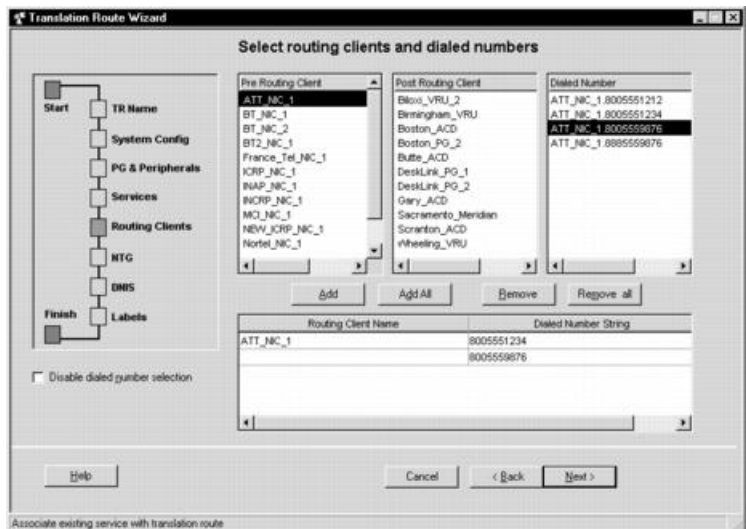 Translation Route Wizard
Select routing clients and dialed numbers
Start
TR Name
System Config
PG & Peripherals
Services
Routing Clients
NTG
DNIS
Finish
Labels
Disable dialed number selection
Pre Routing Client
ATT_NIC_1
BT_NIC_1
BT_NIC_2
BT2_NIC_1
France_Tel_NIC_1
ICRP_NIC_1
INAP_NIC_1
INCRP_NIC_1
MCI_NIC_1
NEW_ICRP_NIC_1
Nortel_NIC_1
Post Routing Client
Biloxi_VRU_2
Birmingham_VRU
Boston_ACD
Boston_PG_2
Butte_ACD
DeskLink_PG_1
DeskLink_PG_2
Gary_ACD
Sacramento_Meridian
Scranton_ACD
Wheeling_VRU
Dialed Number
ATT_NIC_1.8005551212
ATT_NIC_1.8005551234
ATT_NIC_1.8005559876
ATT_NIC_1.8885559876
Add
Add All
Remove
Remove all
Routing Client Name Dialed Number String
ATT_NIC_1 8005551234
8005559876
Help
Cancel
< Back
Next >
Associate existing service with translation route